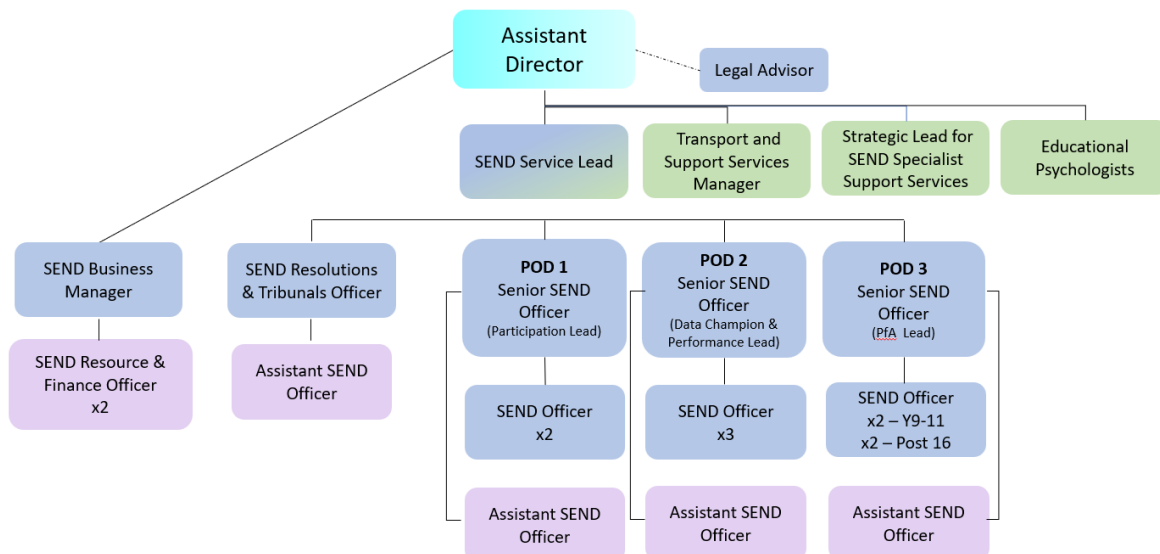 Assistant
Director
Legal Advisor
SEND Service Lead
Transport and
Support Services
Manager
Strategic Lead for
SEND Specialist
Support Services
Educational
Psychologists
SEND Business
Manager
SEND Resolutions
& Tribunals Officer
POD 1
Senior SEND
Officer
(Participation Lead)
POD 2
Senior SEND
Officer
(Data Champion &
Performance Lead)
POD 3
Senior SEND
Officer
(PfA Lead)
SEND Resource &
Finance Officer
x2
Assistant SEND
Officer
SEND Officer
x2
SEND Officer
x3
SEND Officer
x2 – Y9-11
x2 – Post 16
Assistant SEND
Officer
Assistant SEND
Officer
Assistant SEND
Officer